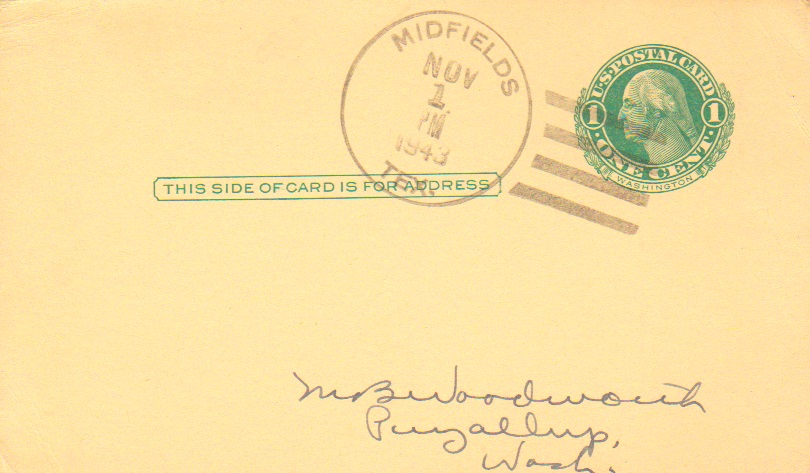 MIDFIELDS
NOV
1
PM
1943
TEX.
U.S. POSTAL CARD
1 1
· ONE CENT ·
WASHINGTON
THIS SIDE OF CARD IS FOR ADDRESS
M B Woodworth
Puyallup,
Wash.